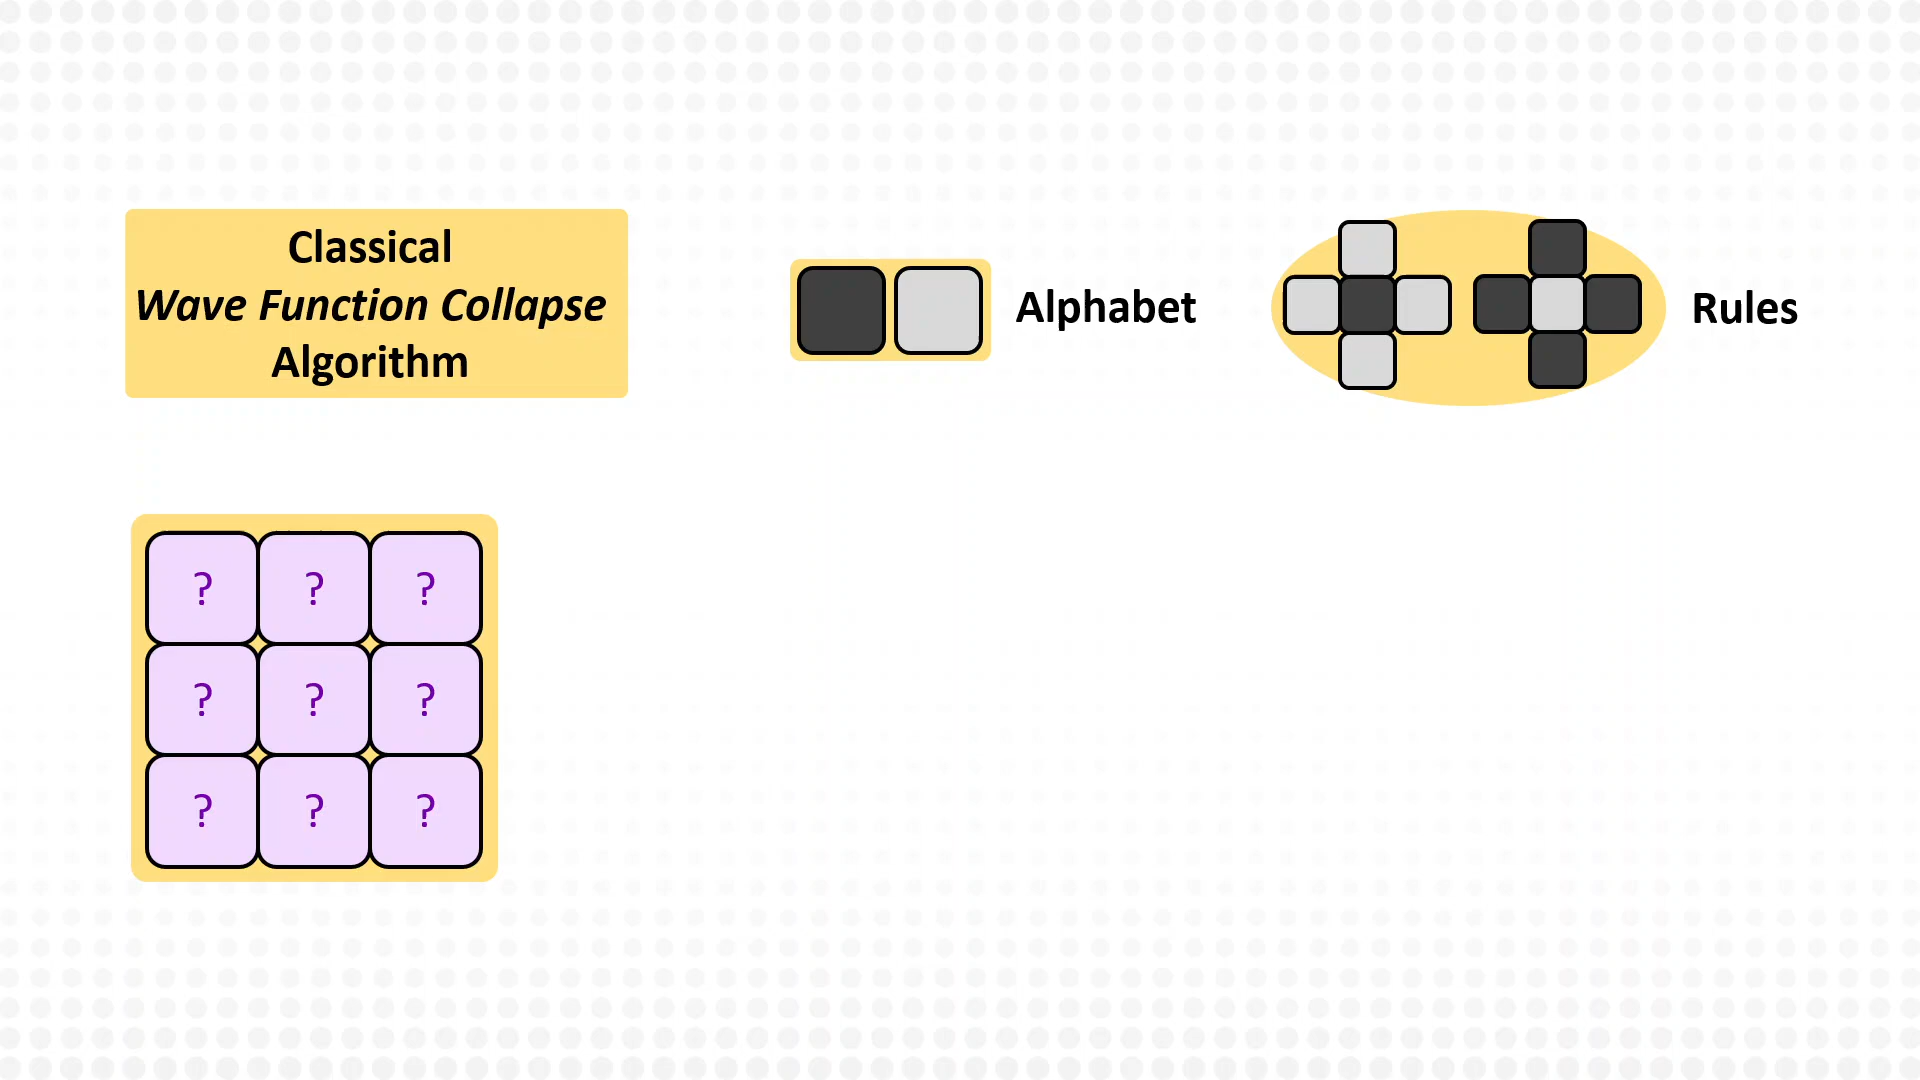 Classical
Wave Function Collapse
Algorithm
Alphabet
Rules
? ? ?
? ? ?
? ? ?